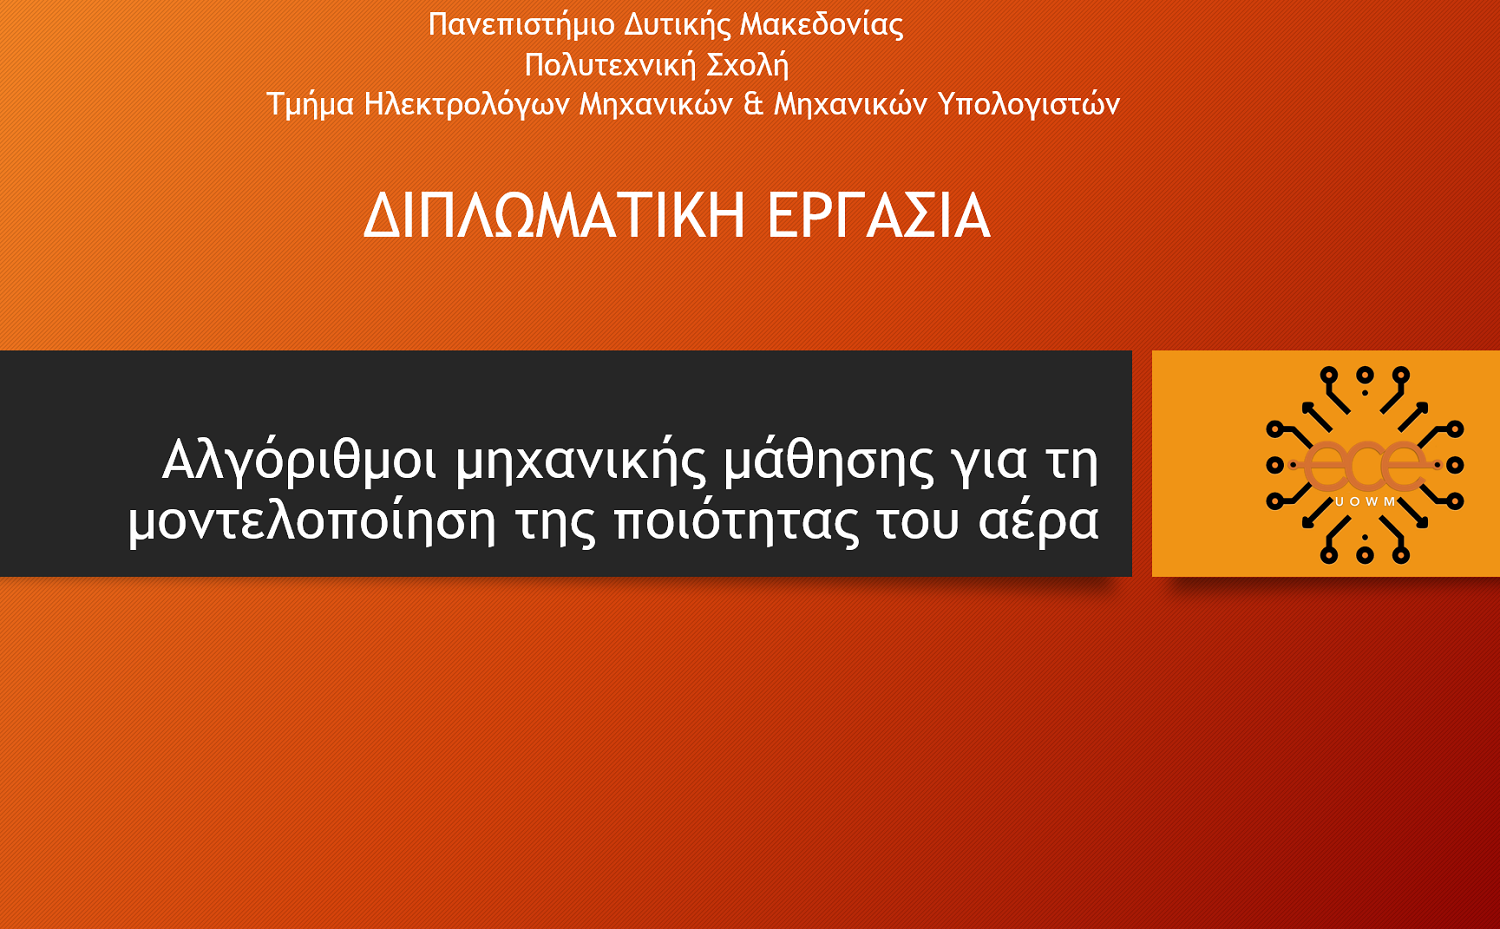 Πανεπιστήμιο Δυτικής Μακεδονίας
Πολυτεχνική Σχολή
Τμήμα Ηλεκτρολόγων Μηχανικών & Μηχανικών Υπολογιστών
ΔΙΠΛΩΜΑΤΙΚΗ ΕΡΓΑΣΙΑ
Αλγόριθμοι μηχανικής μάθησης για τη
μοντελοποίηση της ποιότητας του αέρα
ece
UOWM